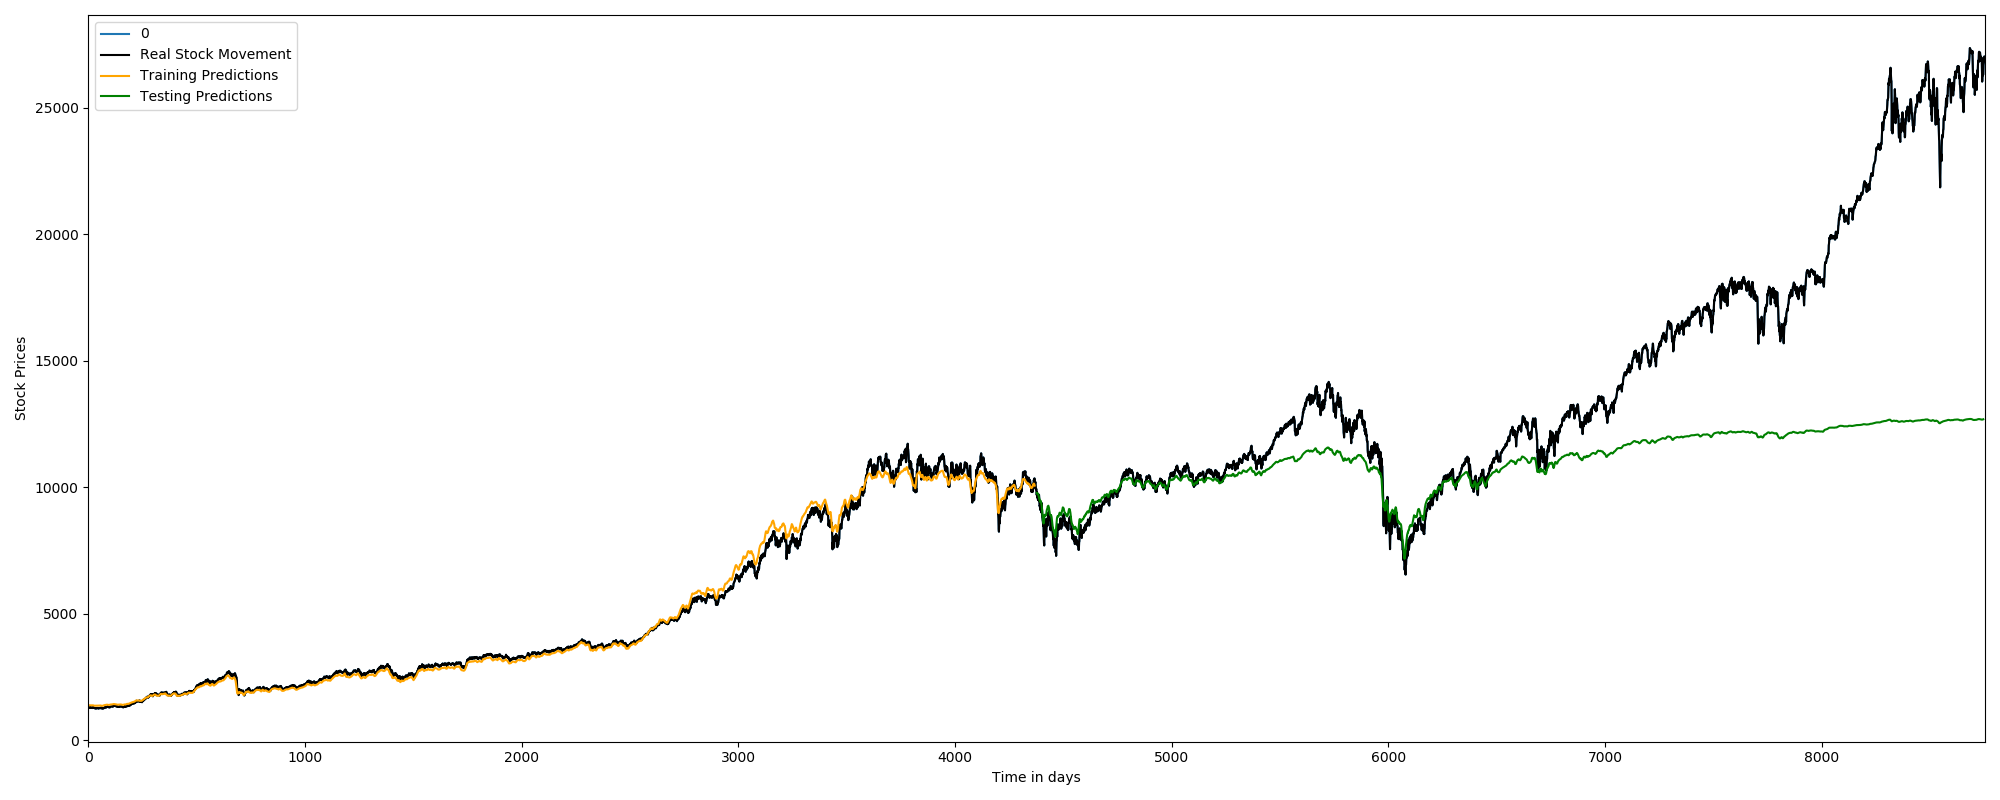 0
Real Stock Movement
Training Predictions
Testing Predictions
25000
20000
15000
10000
5000
0
Stock Prices
0 1000 2000 3000 4000 5000 6000 7000 8000
Time in days